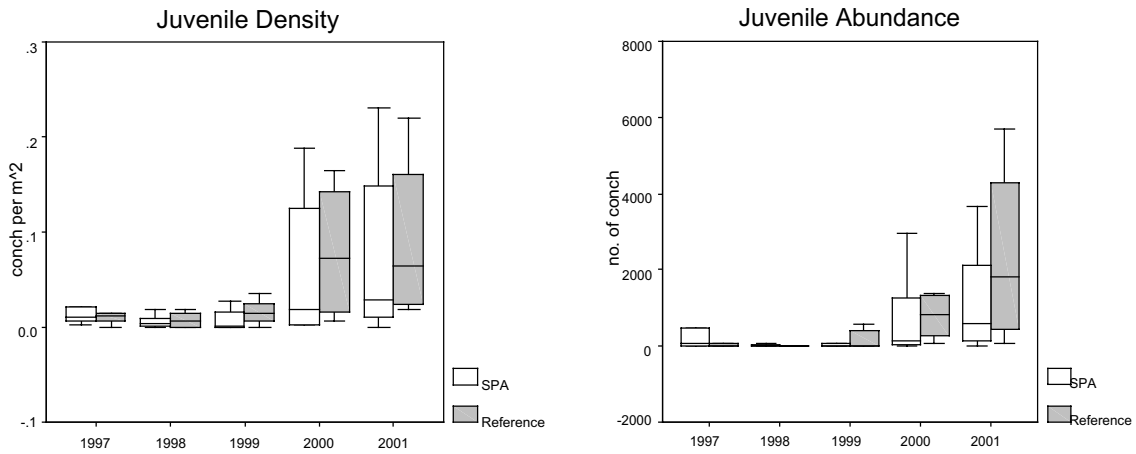 Juvenile Density
.3
.2
.1
0.0
-.1
conch per m^2
1997
1998
1999
2000
2001
SPA
Reference
Juvenile Abundance
8000
6000
4000
2000
0
-2000
no. of conch
1997
1998
1999
2000
2001
SPA
Reference